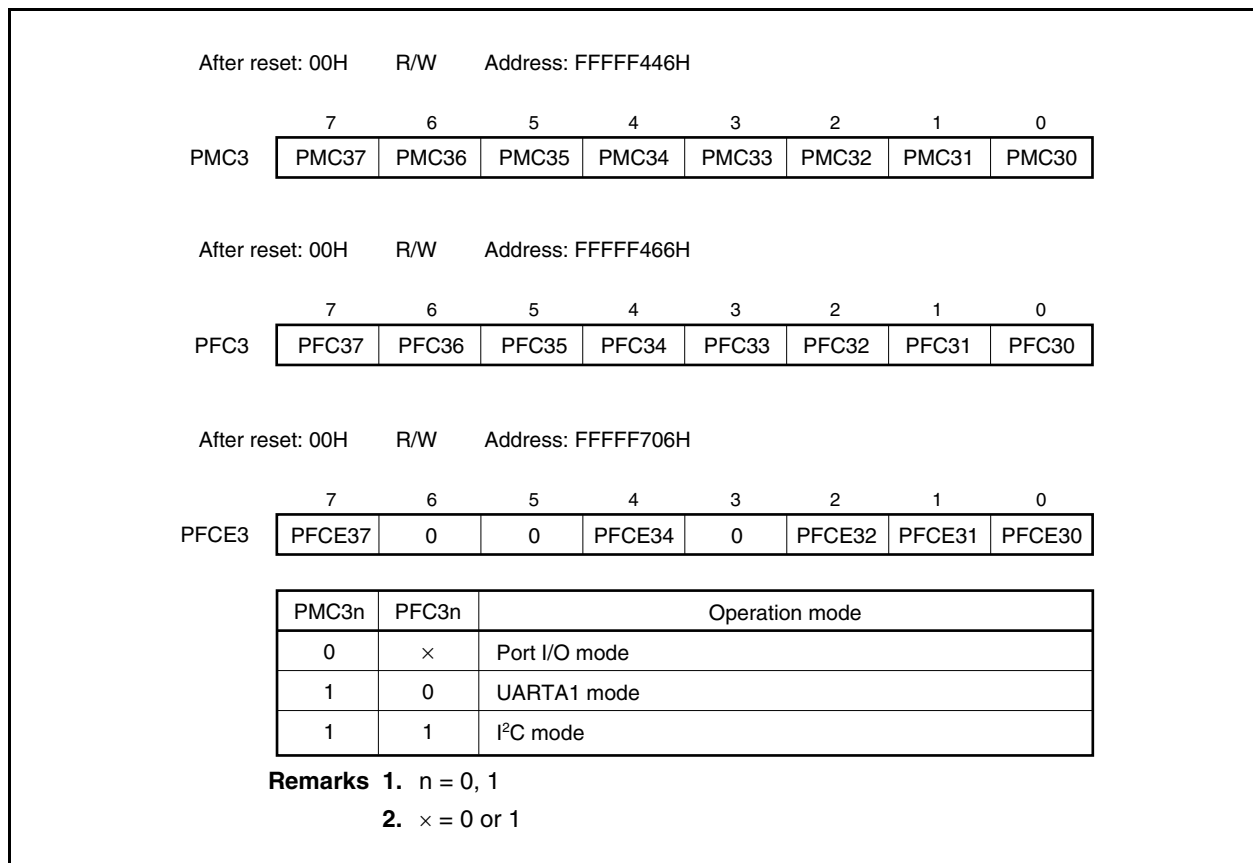 After reset: 00H R/W Address: FFFFF446H
7 6 5 4 3 2 1 0
PMC3 PMC37 PMC36 PMC35 PMC34 PMC33 PMC32 PMC31 PMC30
After reset: 00H R/W Address: FFFFF466H
7 6 5 4 3 2 1 0
PFC3 PFC37 PFC36 PFC35 PFC34 PFC33 PFC32 PFC31 PFC30
After reset: 00H R/W Address: FFFFF706H
7 6 5 4 3 2 1 0
PFCE3 PFCE37 0 0 PFCE34 0 PFCE32 PFCE31 PFCE30
PMC3n PFC3n Operation mode
0 × Port I/O mode
1 0 UARTA1 mode
1 1 I²C mode
Remarks 1. n = 0, 1
2. × = 0 or 1